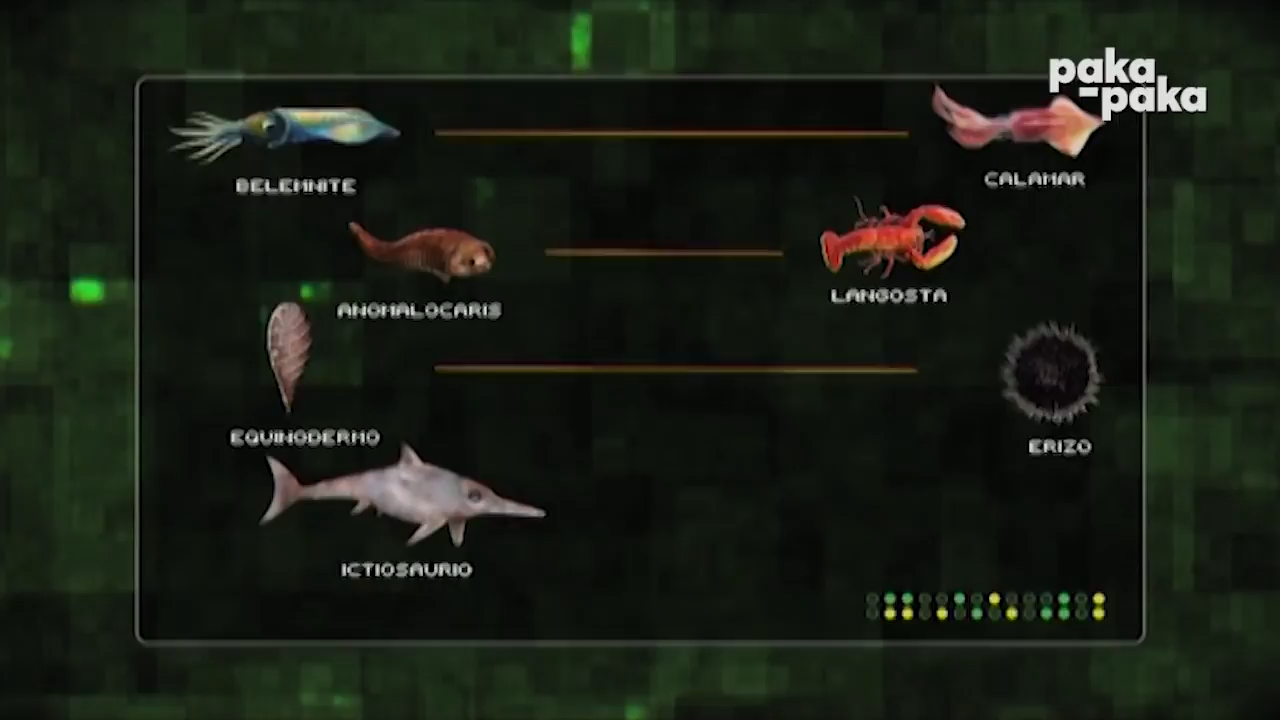 paka
-paka
BELEMNITE
CALAMAR
ANOMALOCARIS
LANGOSTA
EQUINODERMO
ERIZO
ICTIOSAURIO